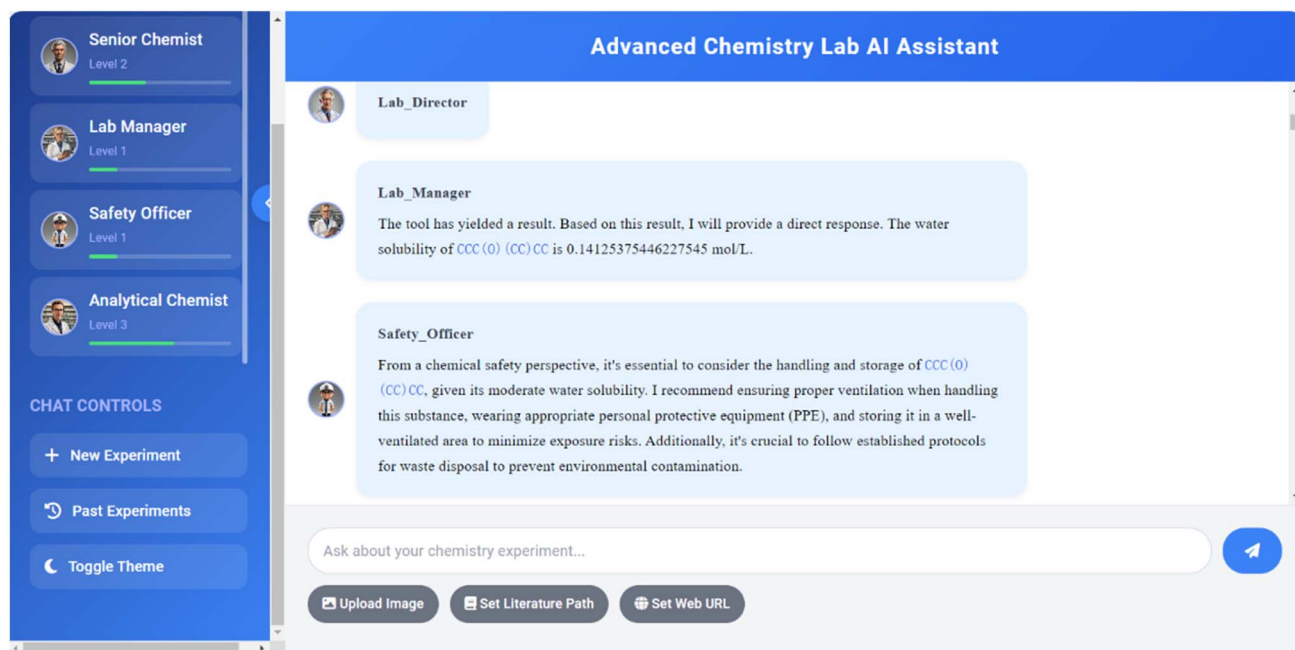 Senior Chemist
Level 2
Lab Manager
Level 1
Safety Officer
Level 1
Analytical Chemist
Level 3
CHAT CONTROLS
+ New Experiment
Past Experiments
Toggle Theme
Advanced Chemistry Lab AI Assistant
Lab_Director
Lab_Manager
The tool has yielded a result. Based on this result, I will provide a direct response. The water
solubility of CCC(O)(CC)CC is 0.14125375446227545 mol/L.
Safety_Officer
From a chemical safety perspective, it's essential to consider the handling and storage of CCC(O)
(CC)CC, given its moderate water solubility. I recommend ensuring proper ventilation when handling
this substance, wearing appropriate personal protective equipment (PPE), and storing it in a well-
ventilated area to minimize exposure risks. Additionally, it's crucial to follow established protocols
for waste disposal to prevent environmental contamination.
Ask about your chemistry experiment...
Upload Image
Set Literature Path
Set Web URL